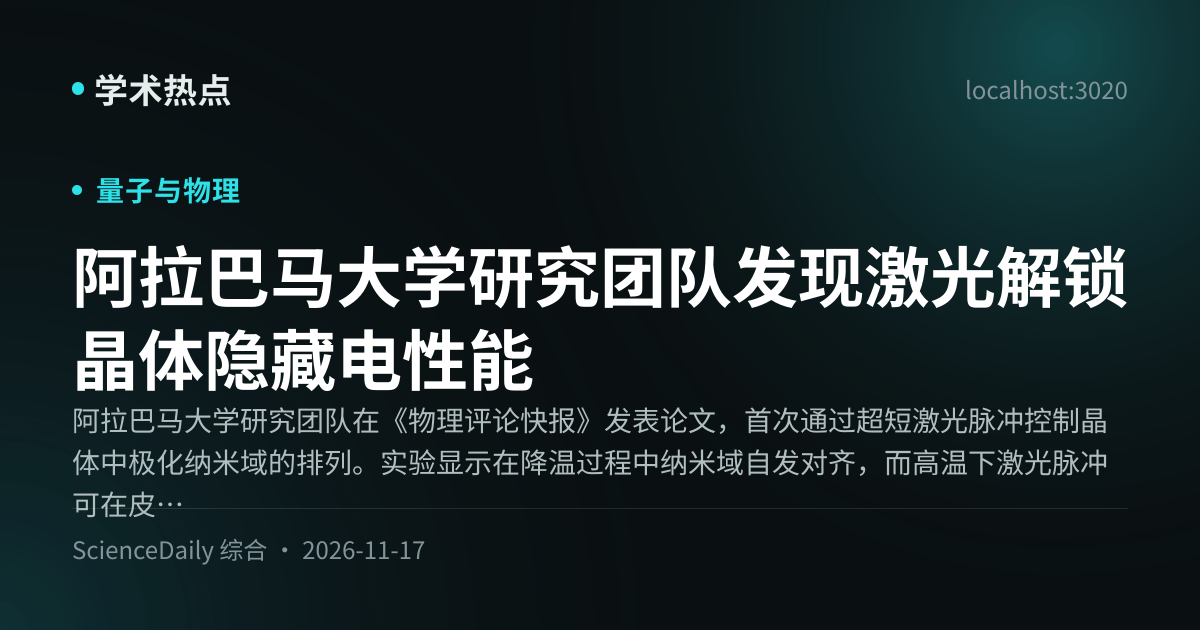 学术热点
localhost:3020
量子与物理
阿拉巴马大学研究团队发现激光解锁
晶体隐藏电性能
阿拉巴马大学研究团队在《物理评论快报》发表论文，首次通过超短激光脉冲控制晶
体中极化纳米域的排列。实验显示在降温过程中纳米域自发对齐，而高温下激光脉冲
可在皮…
ScienceDaily 综合 • 2026-11-17